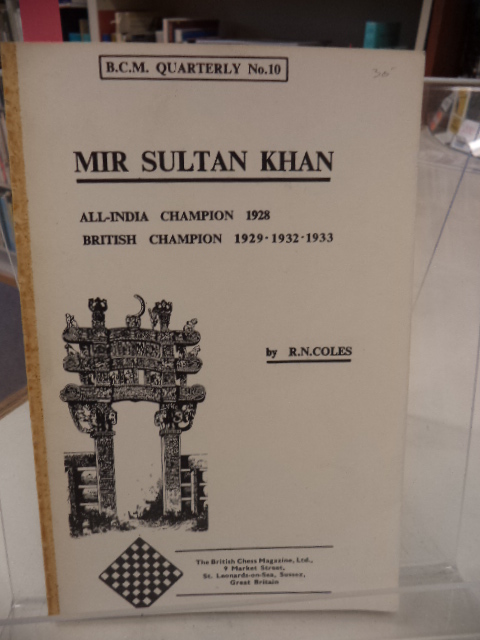 B.C.M. QUARTERLY No.10
MIR SULTAN KHAN
ALL-INDIA CHAMPION 1928
BRITISH CHAMPION 1929-1932-1933
by R.N.COLES
The British Chess Magazine, Ltd.,
9 Market Street,
St. Leonards-on-Sea, Sussex,
Great Britain